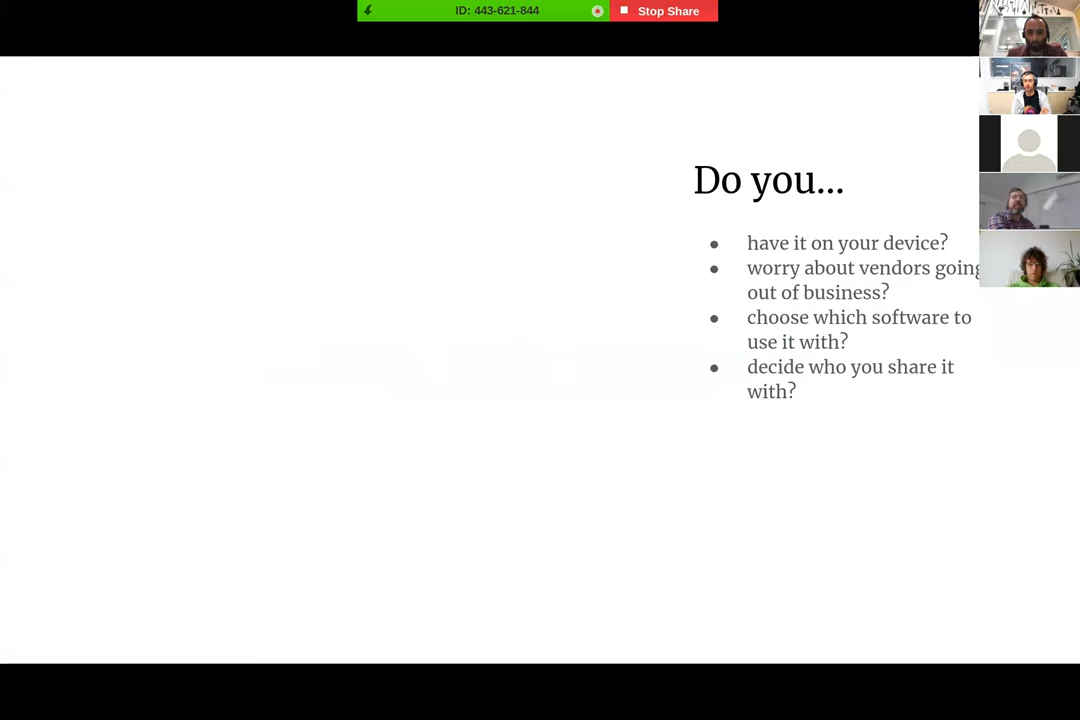 ID: 443-621-844
Stop Share
Do you...
● have it on your device?
● worry about vendors going
out of business?
● choose which software to
use it with?
● decide who you share it
with?